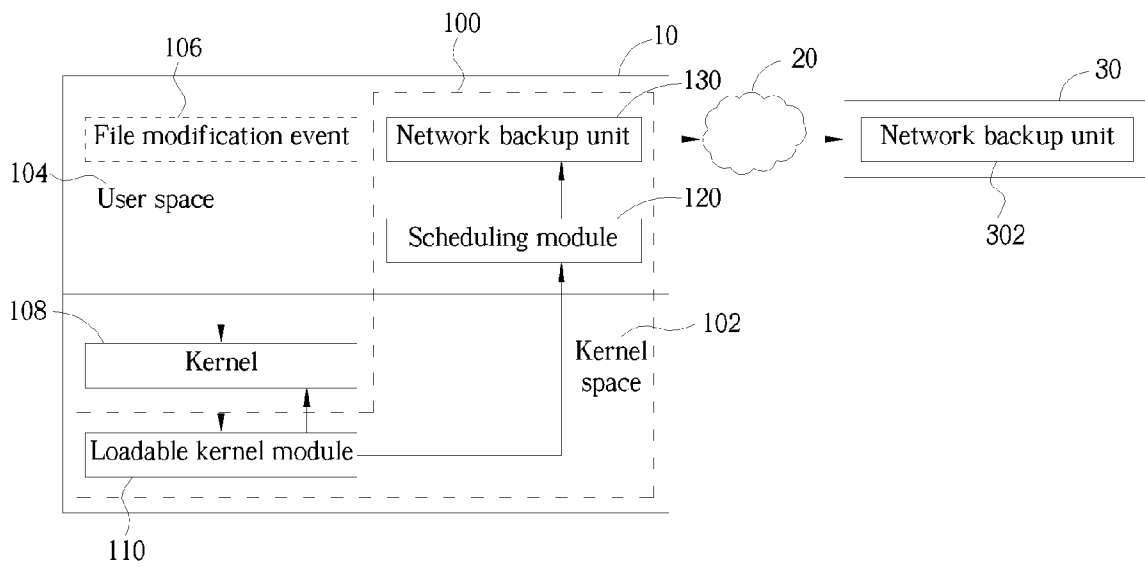 100
10
106
20
130
30
File modification event
Network backup unit
Network backup unit
104
User space
120
Scheduling module
302
108
102
Kernel
Kernel
space
Loadable kernel module
110